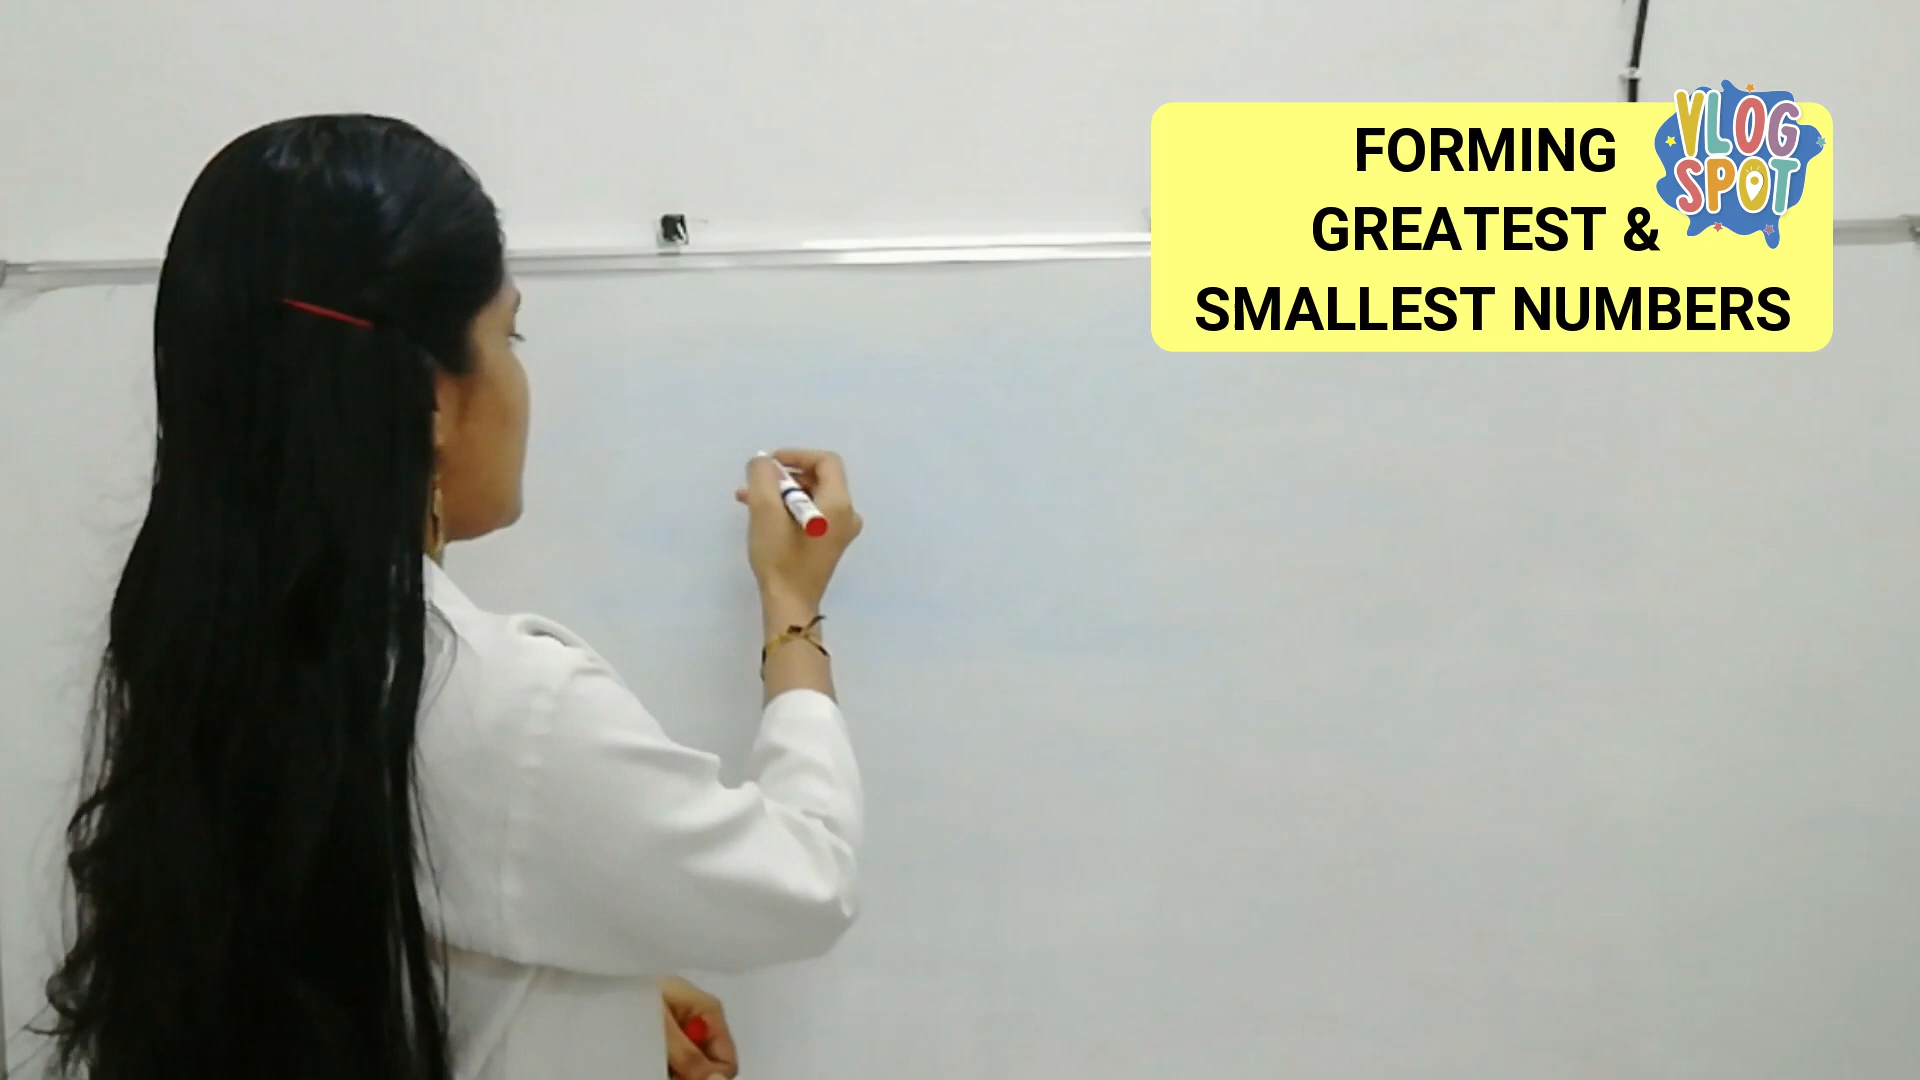 FORMING
GREATEST &
SMALLEST NUMBERS
VLOG
SPOT